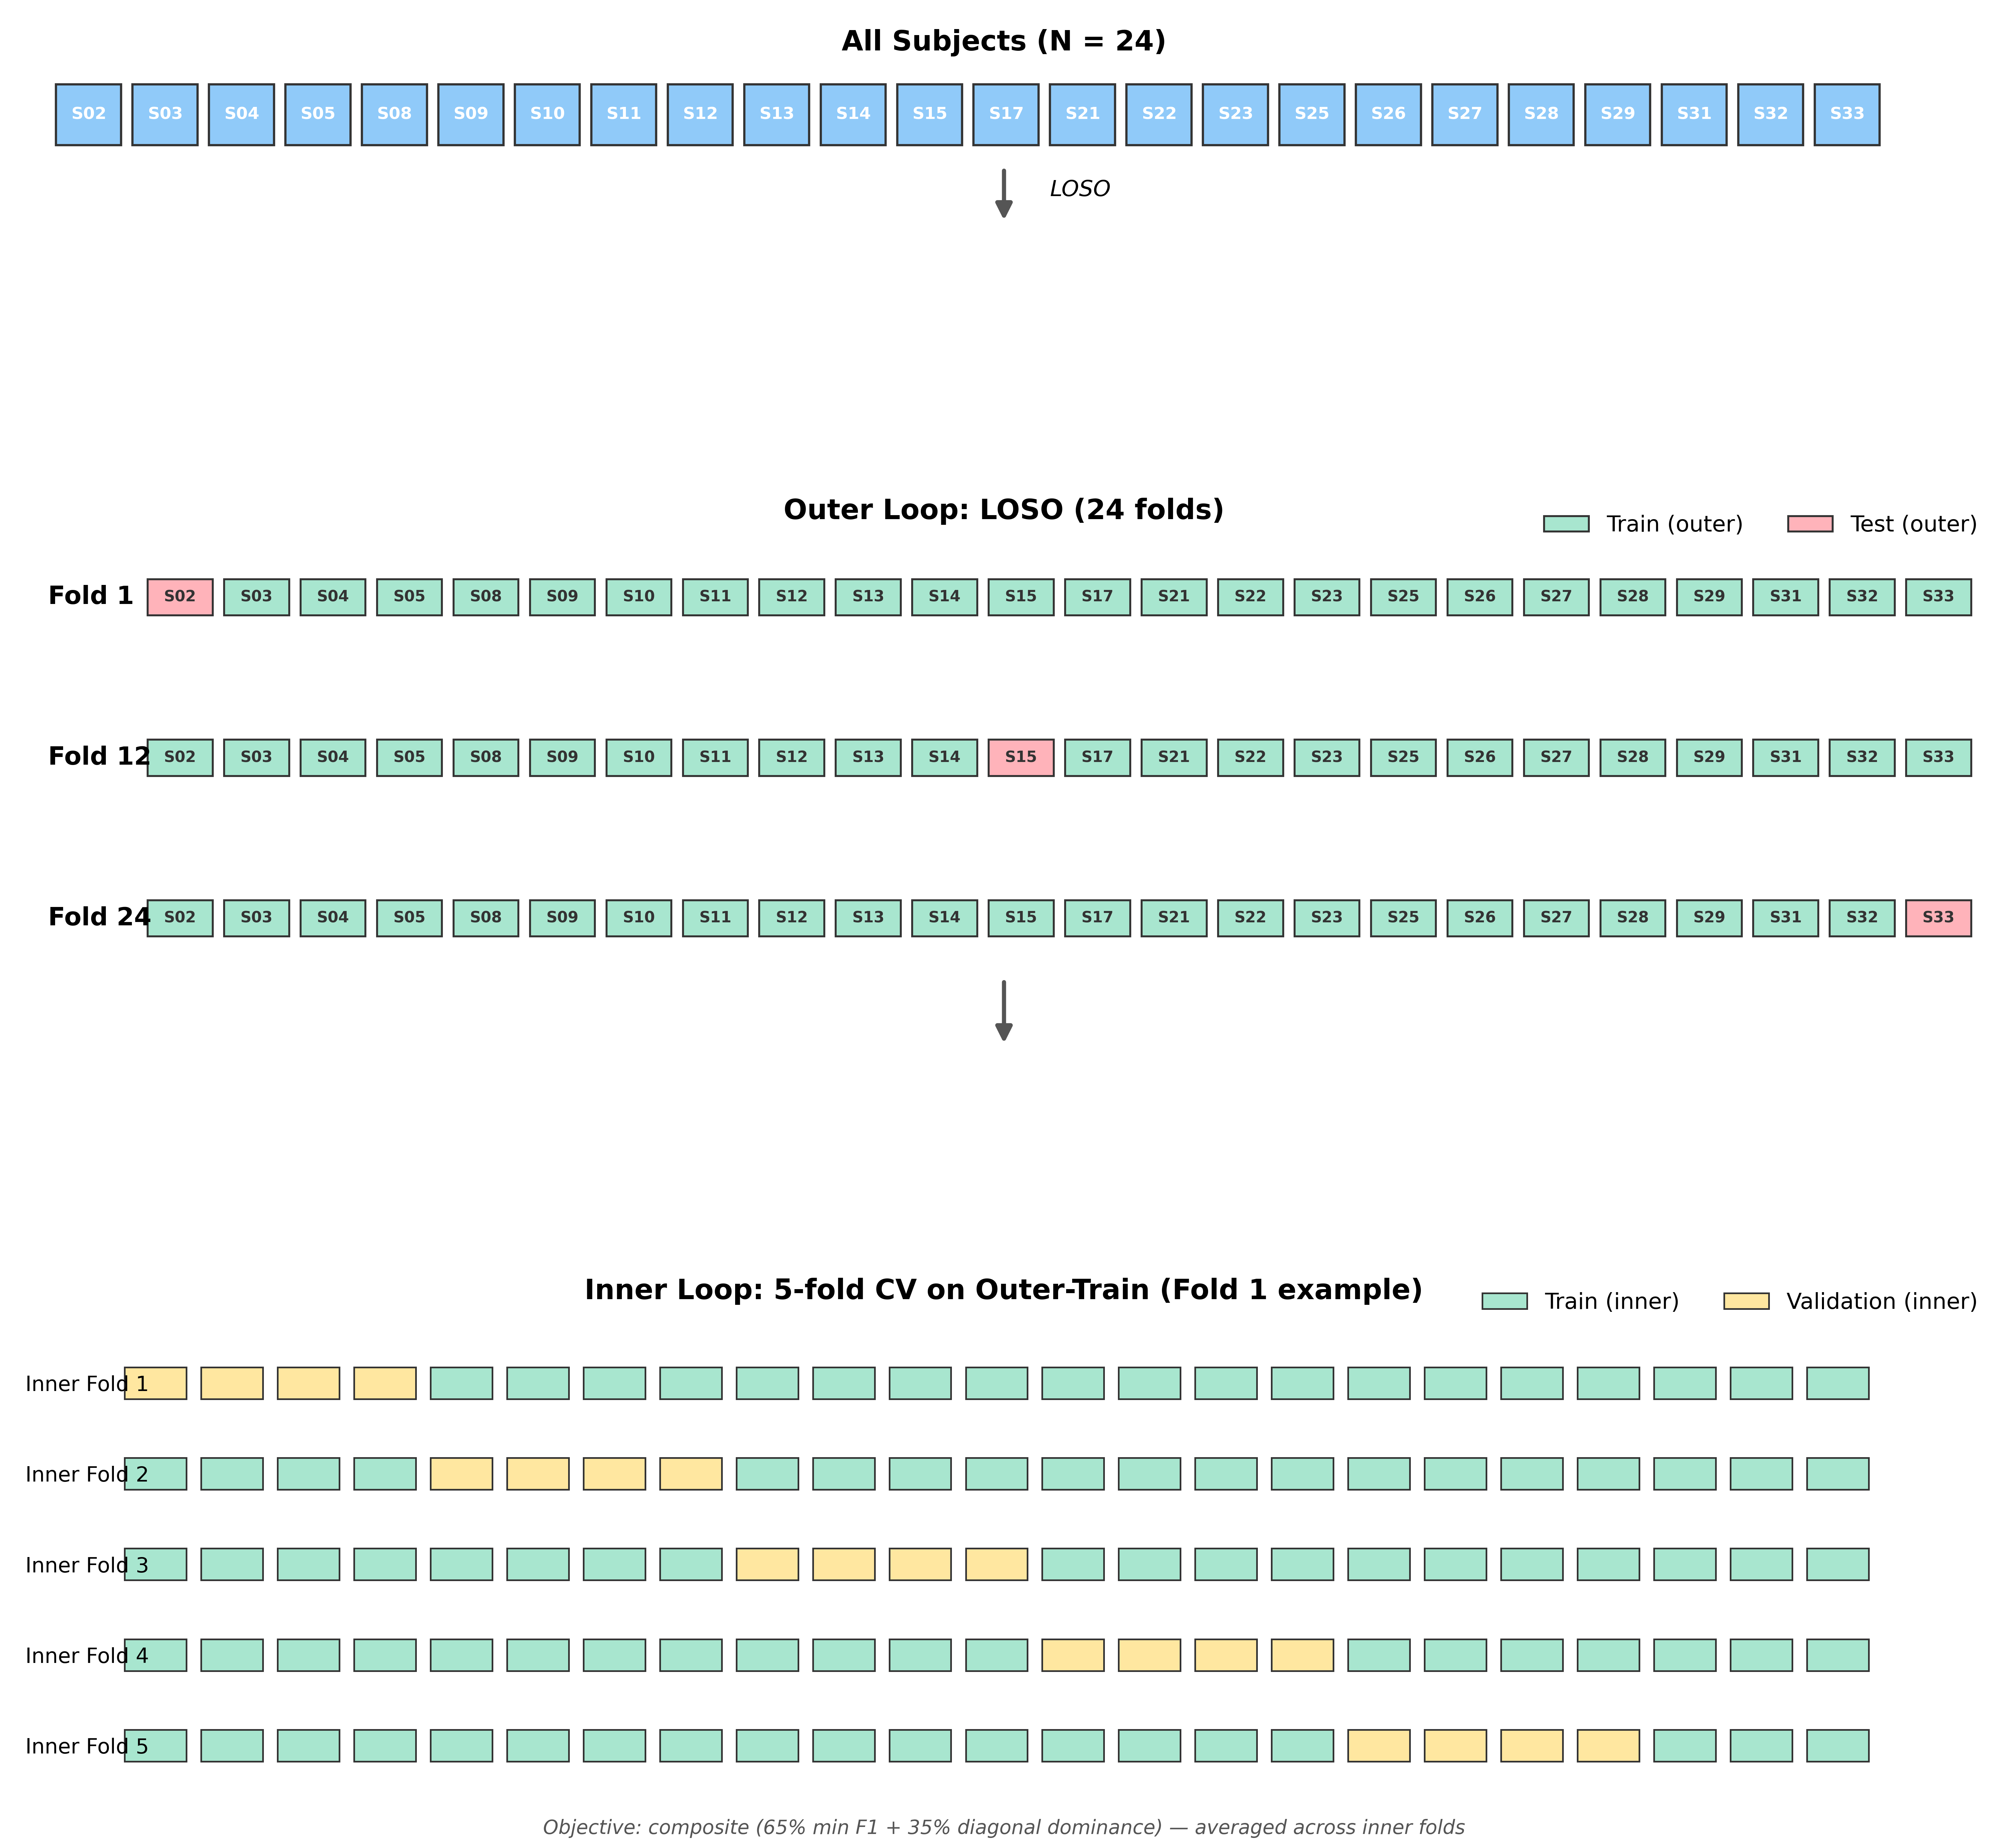 All Subjects (N = 24)
S02 S03 S04 S05 S08 S09 S10 S11 S12 S13 S14 S15 S17 S21 S22 S23 S25 S26 S27 S28 S29 S31 S32 S33
LOSO
Outer Loop: LOSO (24 folds)
Train (outer) Test (outer)
Fold 1 S02 S03 S04 S05 S08 S09 S10 S11 S12 S13 S14 S15 S17 S21 S22 S23 S25 S26 S27 S28 S29 S31 S32 S33
Fold 12 S02 S03 S04 S05 S08 S09 S10 S11 S12 S13 S14 S15 S17 S21 S22 S23 S25 S26 S27 S28 S29 S31 S32 S33
Fold 24 S02 S03 S04 S05 S08 S09 S10 S11 S12 S13 S14 S15 S17 S21 S22 S23 S25 S26 S27 S28 S29 S31 S32 S33
Inner Loop: 5-fold CV on Outer-Train (Fold 1 example)
Train (inner) Validation (inner)
Inner Fold 1
Inner Fold 2
Inner Fold 3
Inner Fold 4
Inner Fold 5
Objective: composite (65% min F1 + 35% diagonal dominance) — averaged across inner folds